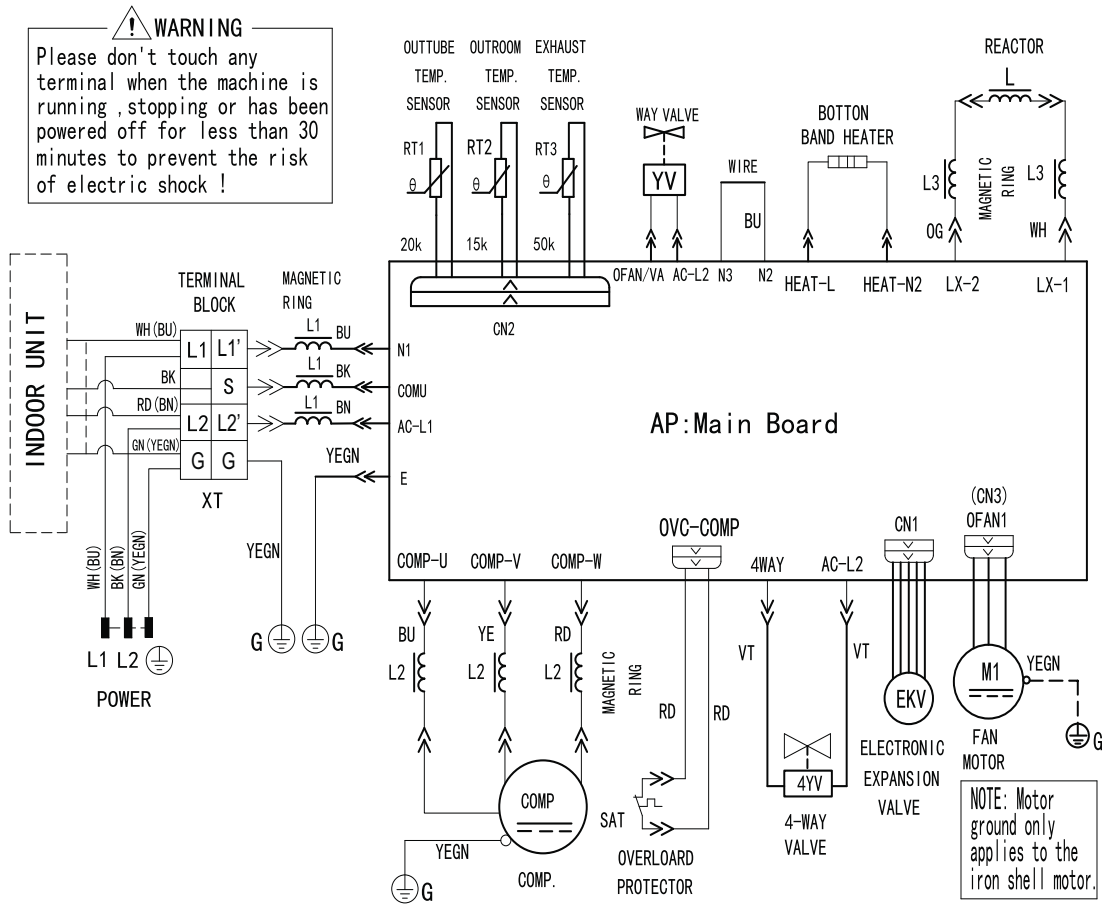 WARNING
Please don't touch any
terminal when the machine is
running ,stopping or has been
powered off for less than 30
minutes to prevent the risk
of electric shock !
OUTTUBE
TEMP.
SENSOR
OUTROOM
TEMP.
SENSOR
EXHAUST
TEMP.
SENSOR
RT1
θ
20k
RT2
θ
15k
RT3
θ
50k
CN2
WAY VALVE
YV
OFAN/VA
AC-L2
WIRE
BU
N3
N2
BOTTON
BAND HEATER
HEAT-L
HEAT-N2
REACTOR
L
L3
MAGNETIC
RING
L3
OG
WH
LX-2
LX-1
INDOOR UNIT
TERMINAL
BLOCK
MAGNETIC
RING
WH(BU)
BK
RD(BN)
GN(YEGN)
L1
L1'
S
L2
L2'
G
G
XT
L1
BU
N1
L1
BK
COMU
L1
BN
AC-L1
YEGN
E
AP:Main Board
WH(BU)
BK(BN)
GN(YEGN)
YEGN
G
G
L1
L2
POWER
COMP-U
COMP-V
COMP-W
BU
YE
RD
L2
L2
L2
MAGNETIC
RING
COMP
YEGN
G
COMP.
OVC-COMP
RD
RD
SAT
OVERLOARD
PROTECTOR
4WAY
AC-L2
VT
VT
4YV
4-WAY
VALVE
CN1
EKV
ELECTRONIC
EXPANSION
VALVE
(CN3)
OFAN1
M1
YEGN
G
FAN
MOTOR
NOTE: Motor
ground only
applies to the
iron shell motor.